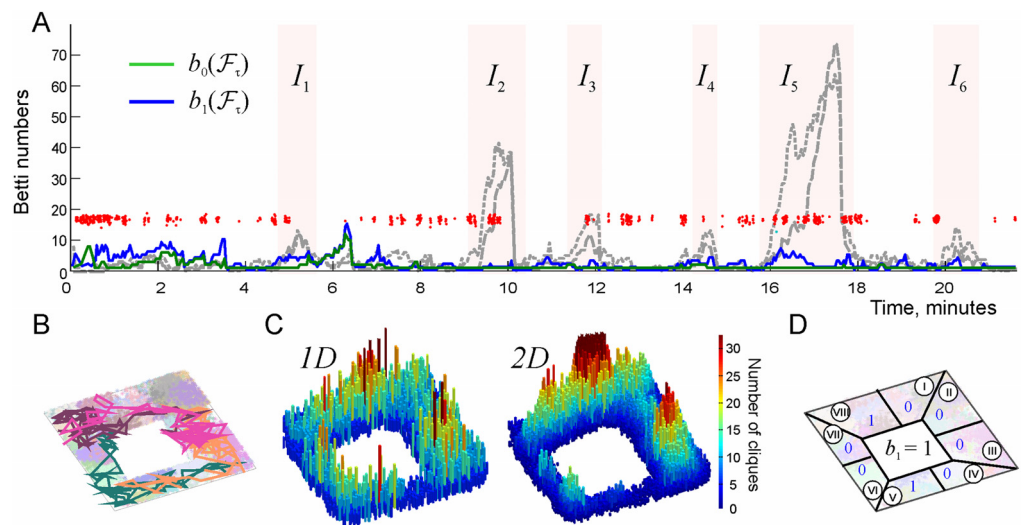 A
Betti numbers
70
60
50
40
30
20
10
0
b₀(𝓕τ)
b₁(𝓕τ)
I₁
I₂
I₃
I₄
I₅
I₆
0 2 4 6 8 10 12 14 16 18 20
Time, minutes
B
C
1D
2D
30
25
20
15
10
5
0
Number of cliques
D
I
II
VIII
0
0
1
VII
0
b₁ = 1
0
III
0
0
IV
VI
V
1